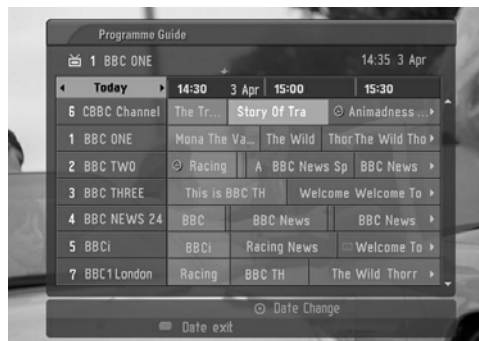 Programme Guide
1 BBC ONE 14:35 3 Apr
Today 14:30 3 Apr 15:00 15:30
6 CBBC Channel The Tr... Story Of Tra Animadness ...
1 BBC ONE Mona The Va... The Wild ThorThe Wild Tho
2 BBC TWO Racing A BBC News Sp BBC News
3 BBC THREE This is BBC TH Welcome Welcome To
4 BBC NEWS 24 BBC BBC News BBC News
5 BBCi BBCi Racing News Welcome To
7 BBC1 London Racing BBC TH The Wild Thorr
Date Change
Date exit